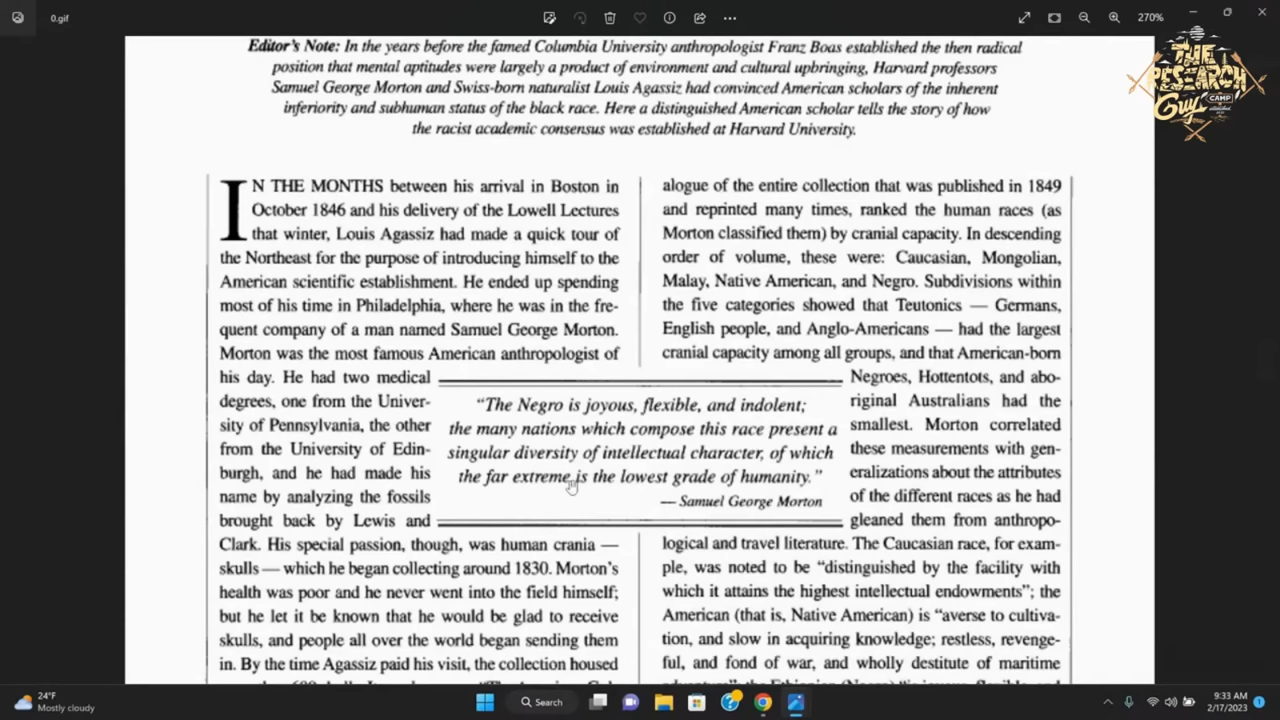 0.gif
270%
THE
RESEARCH
Guy
CAMP
Editor's Note: In the years before the famed Columbia University anthropologist Franz Boas established the then radical
position that mental aptitudes were largely a product of environment and cultural upbringing, Harvard professors
Samuel George Morton and Swiss-born naturalist Louis Agassiz had convinced American scholars of the inherent
inferiority and subhuman status of the black race. Here a distinguished American scholar tells the story of how
the racist academic consensus was established at Harvard University.
IN THE MONTHS between his arrival in Boston in
October 1846 and his delivery of the Lowell Lectures
that winter, Louis Agassiz had made a quick tour of
the Northeast for the purpose of introducing himself to the
American scientific establishment. He ended up spending
most of his time in Philadelphia, where he was in the fre-
quent company of a man named Samuel George Morton.
Morton was the most famous American anthropologist of
his day. He had two medical
degrees, one from the Univer-
sity of Pennsylvania, the other
from the University of Edin-
burgh, and he had made his
name by analyzing the fossils
brought back by Lewis and
Clark. His special passion, though, was human crania —
skulls — which he began collecting around 1830. Morton's
health was poor and he never went into the field himself;
but he let it be known that he would be glad to receive
skulls, and people all over the world began sending them
in. By the time Agassiz paid his visit, the collection housed
"The Negro is joyous, flexible, and indolent;
the many nations which compose this race present a
singular diversity of intellectual character, of which
the far extreme is the lowest grade of humanity."
— Samuel George Morton
alogue of the entire collection that was published in 1849
and reprinted many times, ranked the human races (as
Morton classified them) by cranial capacity. In descending
order of volume, these were: Caucasian, Mongolian,
Malay, Native American, and Negro. Subdivisions within
the five categories showed that Teutonics — Germans,
English people, and Anglo-Americans — had the largest
cranial capacity among all groups, and that American-born
Negroes, Hottentots, and abo-
riginal Australians had the
smallest. Morton correlated
these measurements with gen-
eralizations about the attributes
of the different races as he had
gleaned them from anthropo-
logical and travel literature. The Caucasian race, for exam-
ple, was noted to be "distinguished by the facility with
which it attains the highest intellectual endowments"; the
American (that is, Native American) is "averse to cultiva-
tion, and slow in acquiring knowledge; restless, revenge-
ful, and fond of war, and wholly destitute of maritime
24°F
Mostly cloudy
Search
9:33 AM
2/17/2023